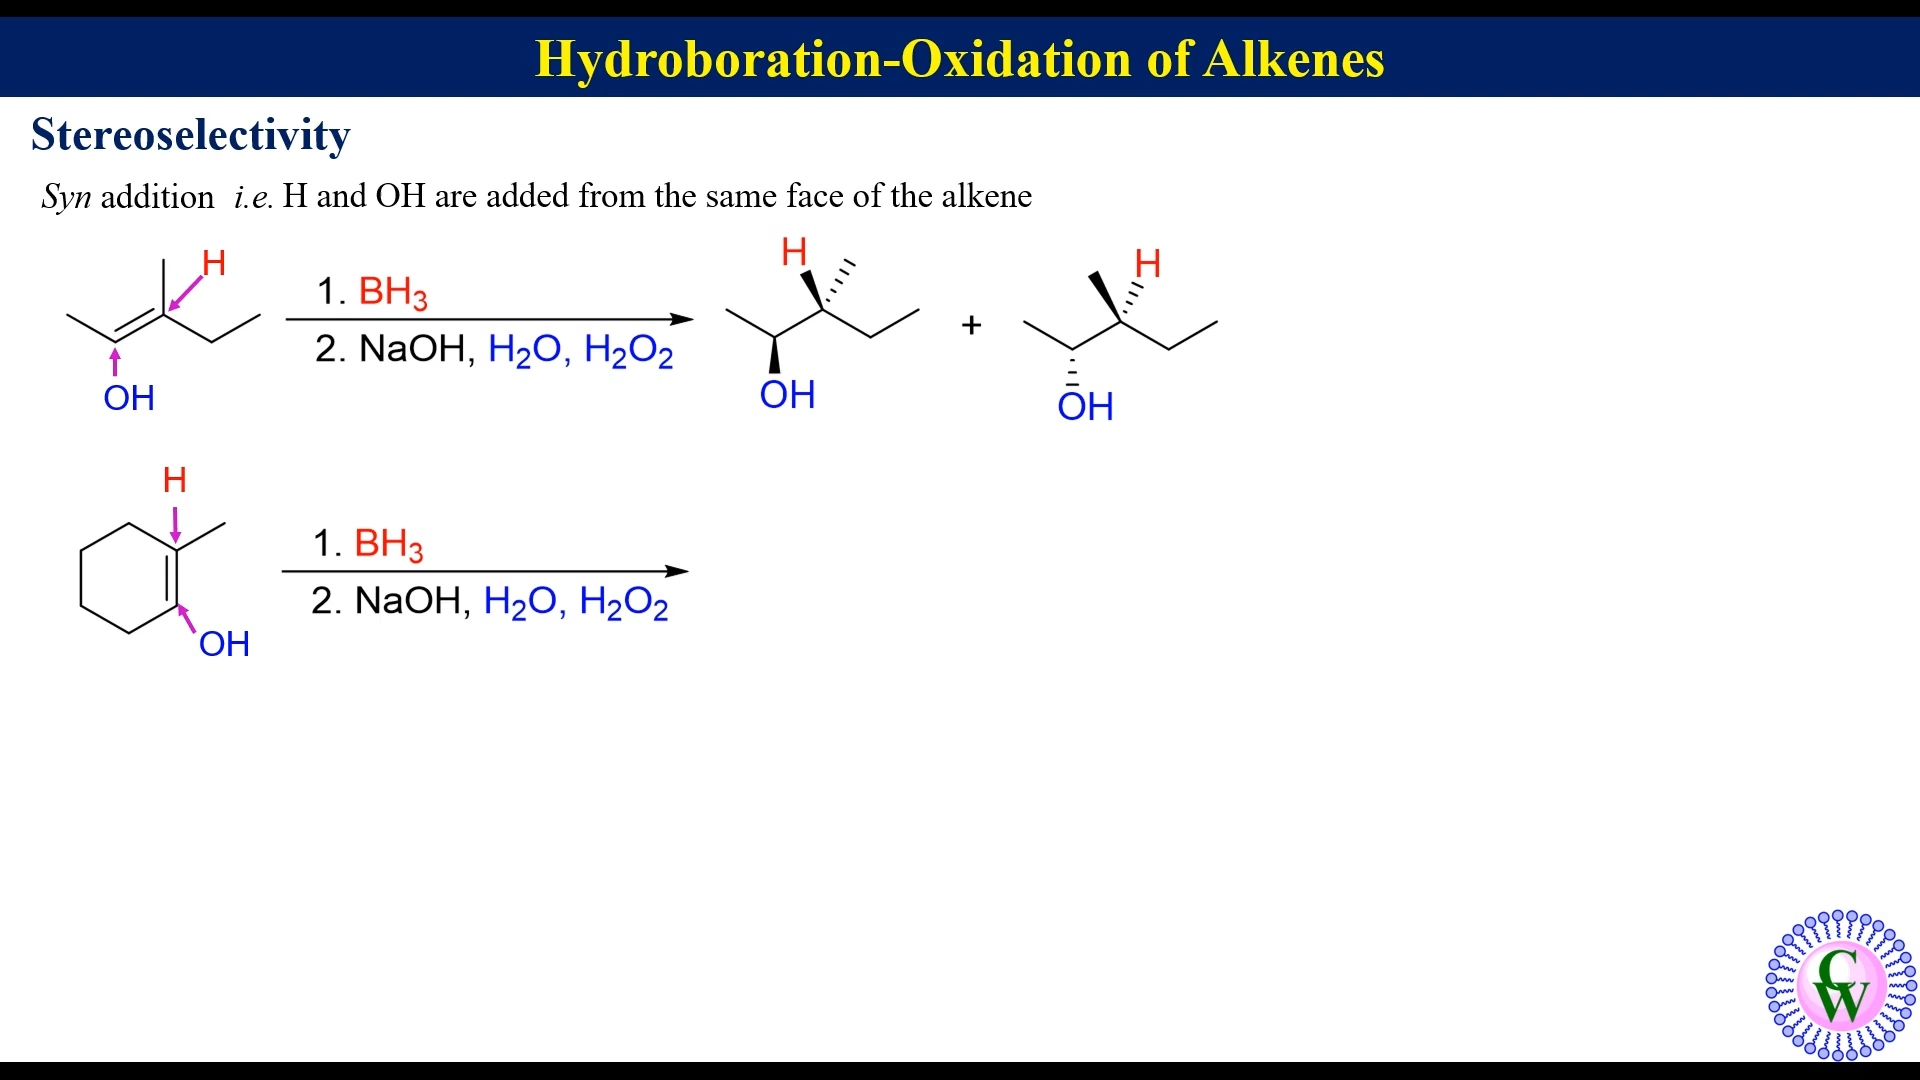 Hydroboration-Oxidation of Alkenes
Stereoselectivity
Syn addition i.e. H and OH are added from the same face of the alkene
H
OH
1. BH₃
2. NaOH, H₂O, H₂O₂
H
OH
+
H
OH
H
OH
1. BH₃
2. NaOH, H₂O, H₂O₂
CW